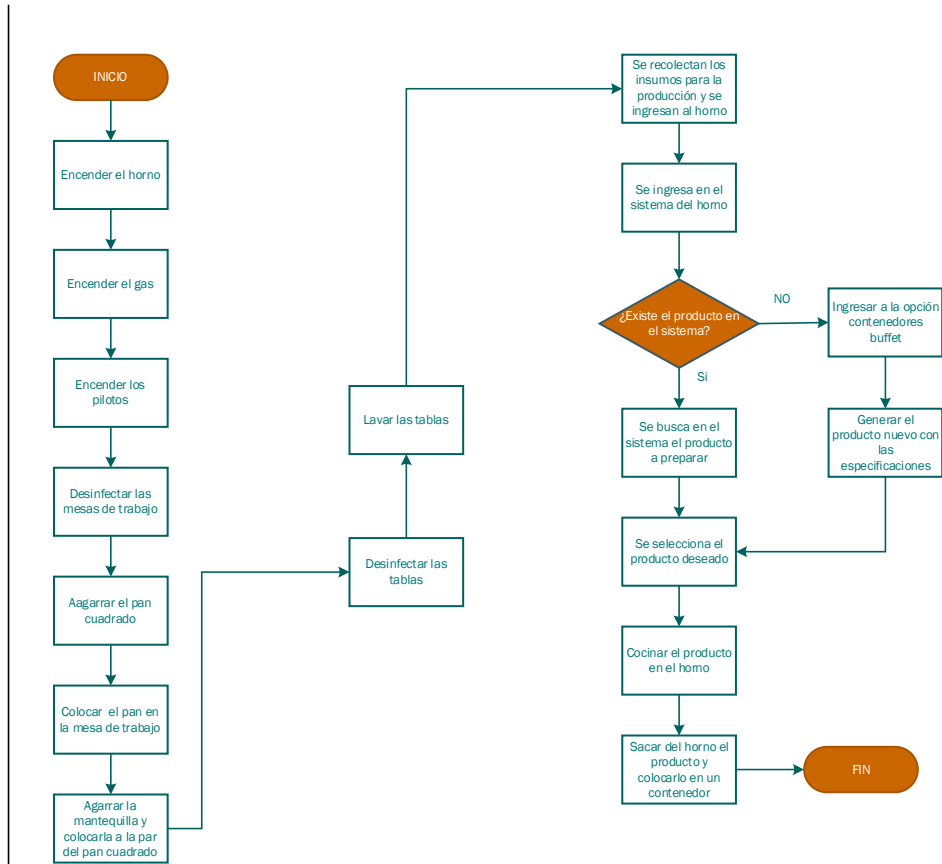 INICIO
Encender el horno
Encender el gas
Encender los
pilotos
Desinfectar las
mesas de trabajo
Aagarrar el pan
cuadrado
Colocar el pan en
la mesa de trabajo
Agarrar la
mantequilla y
colocarla a la par
del pan cuadrado
Desinfectar las
tablas
Lavar las tablas
Se recolectan los
insumos para la
producción y se
ingresan al horno
Se ingresa en el
sistema del horno
¿Existe el producto en
el sistema?
NO
Ingresar a la opción
contenedores
buffet
Generar el
producto nuevo con
las
especificaciones
Si
Se busca en el
sistema el producto
a preparar
Se selecciona el
producto deseado
Cocinar el producto
en el horno
Sacar del horno el
producto y
colocarlo en un
contenedor
FIN